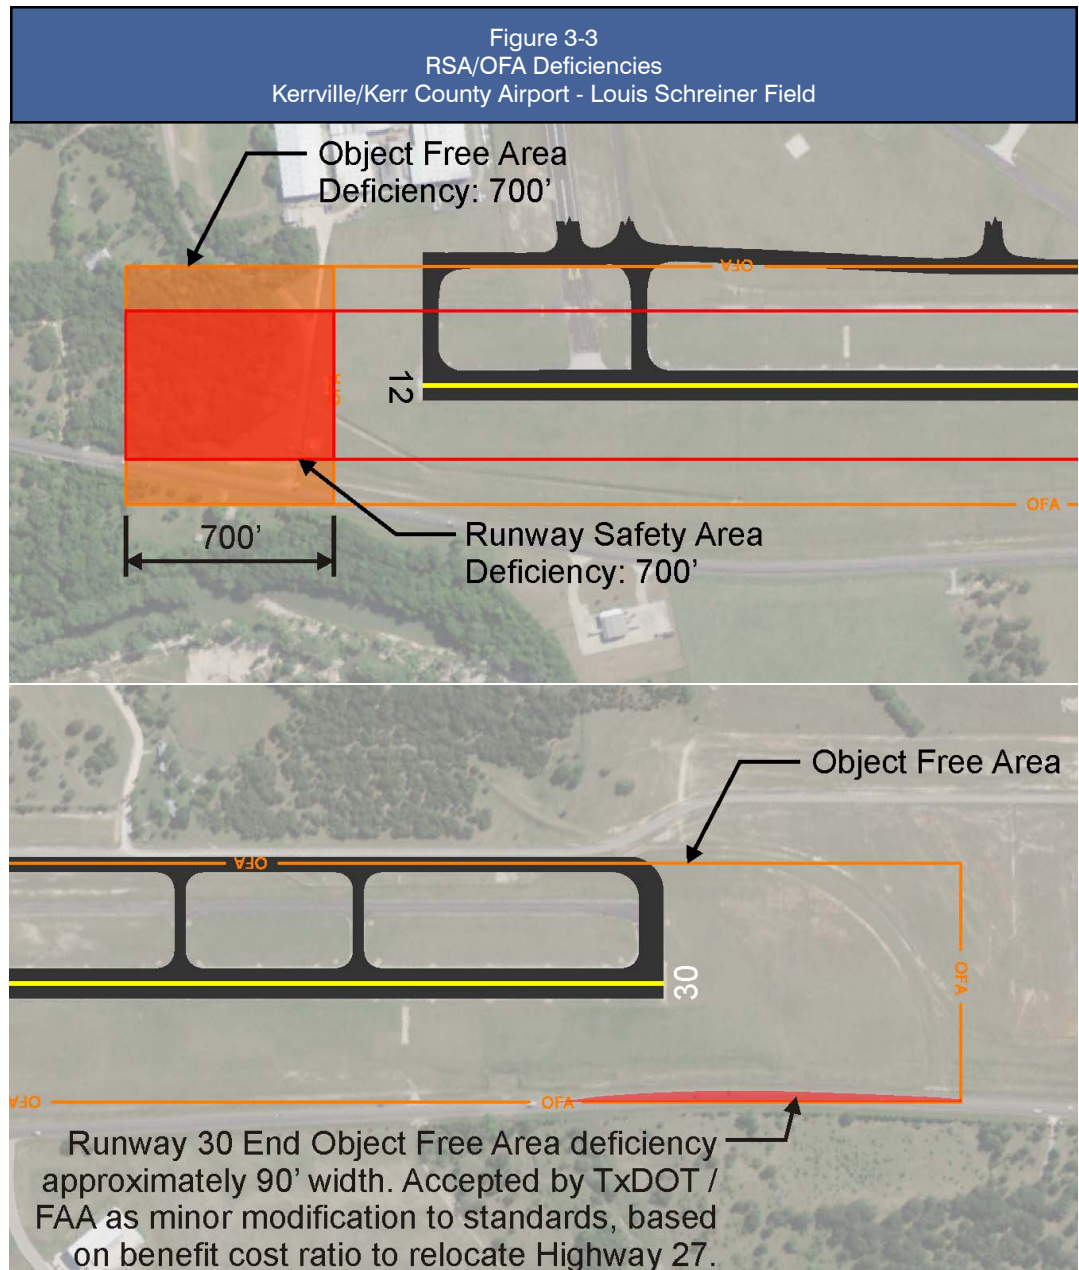 Figure 3-3
RSA/OFA Deficiencies
Kerrville/Kerr County Airport - Louis Schreiner Field
Object Free Area
Deficiency: 700’
OFA
12
OFA
OFA
700’
Runway Safety Area
Deficiency: 700’
Object Free Area
OFA
30
OFA
OFA
OFA
Runway 30 End Object Free Area deficiency
approximately 90’ width. Accepted by TxDOT /
FAA as minor modification to standards, based
on benefit cost ratio to relocate Highway 27.